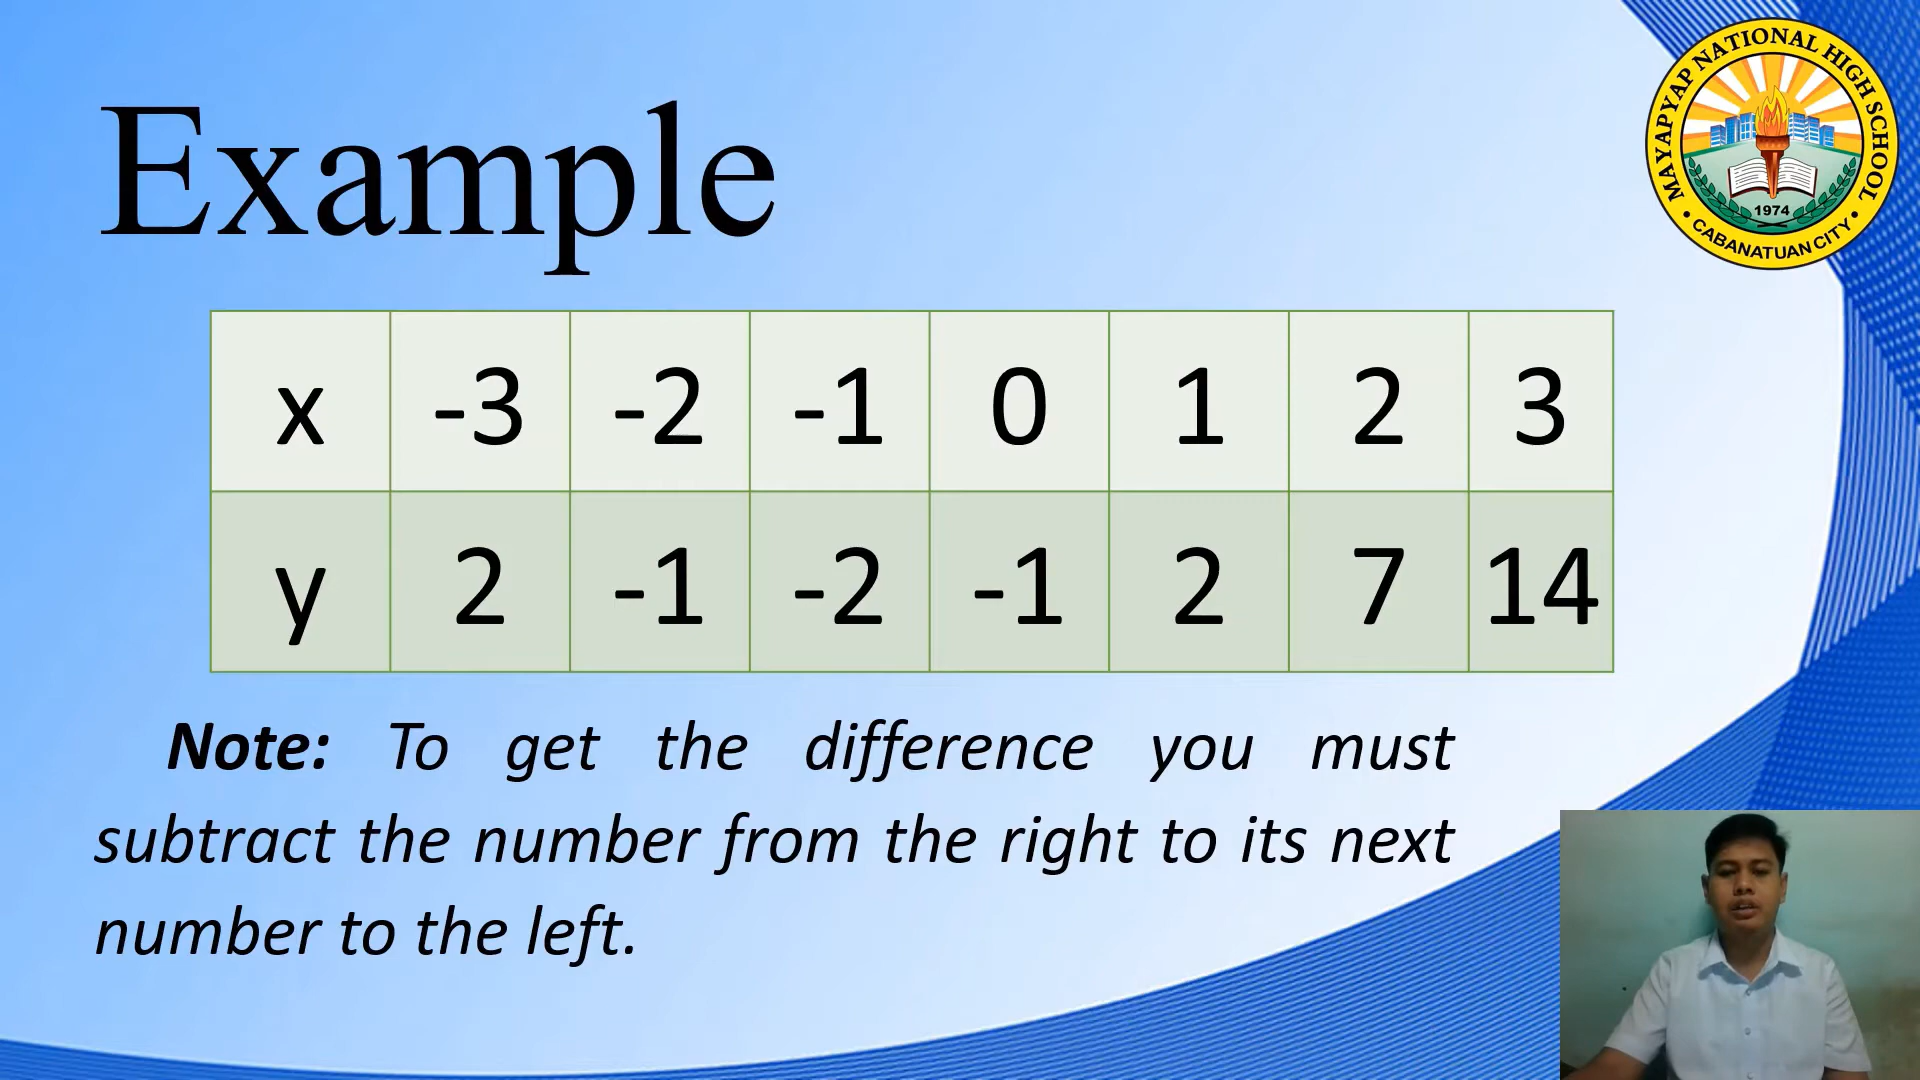 Example
MAYAPYAP NATIONAL HIGH SCHOOL
1974
• CABANATUAN CITY •
x -3 -2 -1 0 1 2 3
y 2 -1 -2 -1 2 7 14
Note: To get the difference you must
subtract the number from the right to its next
number to the left.